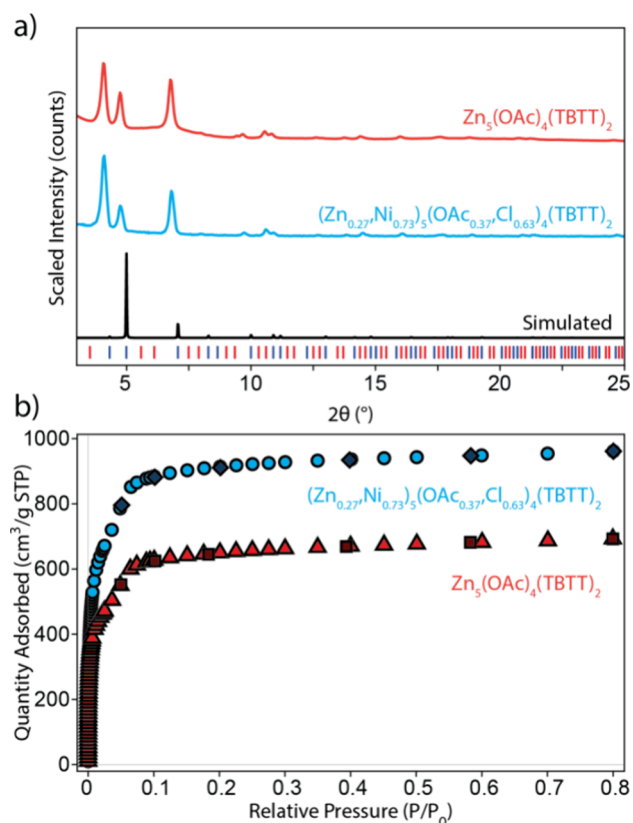 a)
Scaled Intensity (counts)
Zn₅(OAc)₄(TBTT)₂
(Zn₀.₂₇,Ni₀.₇₃)₅(OAc₀.₃₇,Cl₀.₆₃)₄(TBTT)₂
Simulated
5 10 15 20 25
2θ (°)
b)
Quantity Adsorbed (cm³/g STP)
1000
800
600
400
200
0
(Zn₀.₂₇,Ni₀.₇₃)₅(OAc₀.₃₇,Cl₀.₆₃)₄(TBTT)₂
Zn₅(OAc)₄(TBTT)₂
0 0.1 0.2 0.3 0.4 0.5 0.6 0.7 0.8
Relative Pressure (P/P₀)